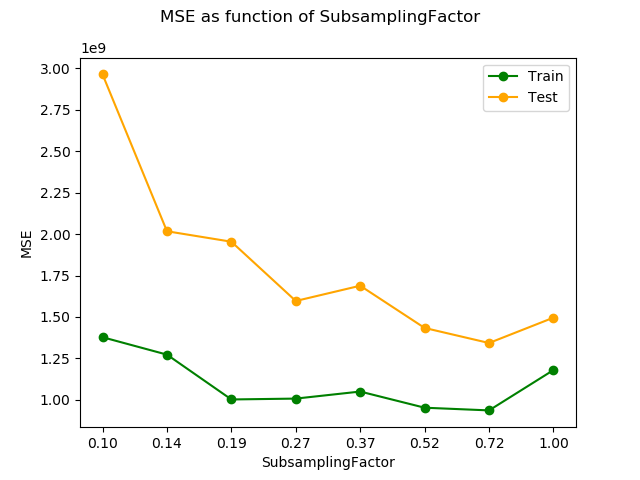 MSE as function of SubsamplingFactor
1e9
3.00
2.75
2.50
2.25
2.00
1.75
1.50
1.25
1.00
MSE
Train
Test
0.10 0.14 0.19 0.27 0.37 0.52 0.72 1.00
SubsamplingFactor